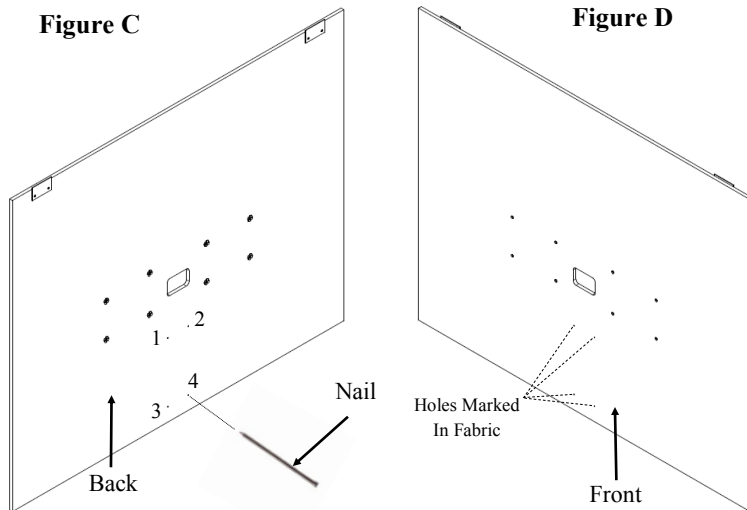 Figure C
1
2
3
4
Nail
Back
Figure D
Holes Marked
In Fabric
Front